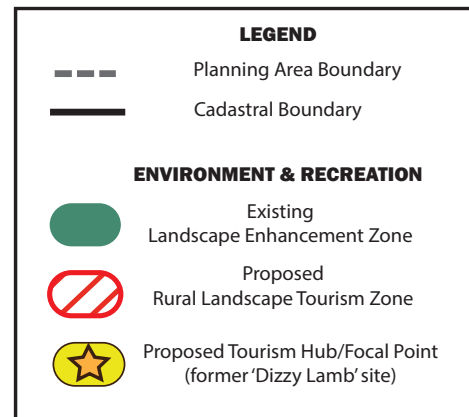 LEGEND
Planning Area Boundary
Cadastral Boundary
ENVIRONMENT & RECREATION
Existing
Landscape Enhancement Zone
Proposed
Rural Landscape Tourism Zone
Proposed Tourism Hub/Focal Point
(former ‘Dizzy Lamb’ site)